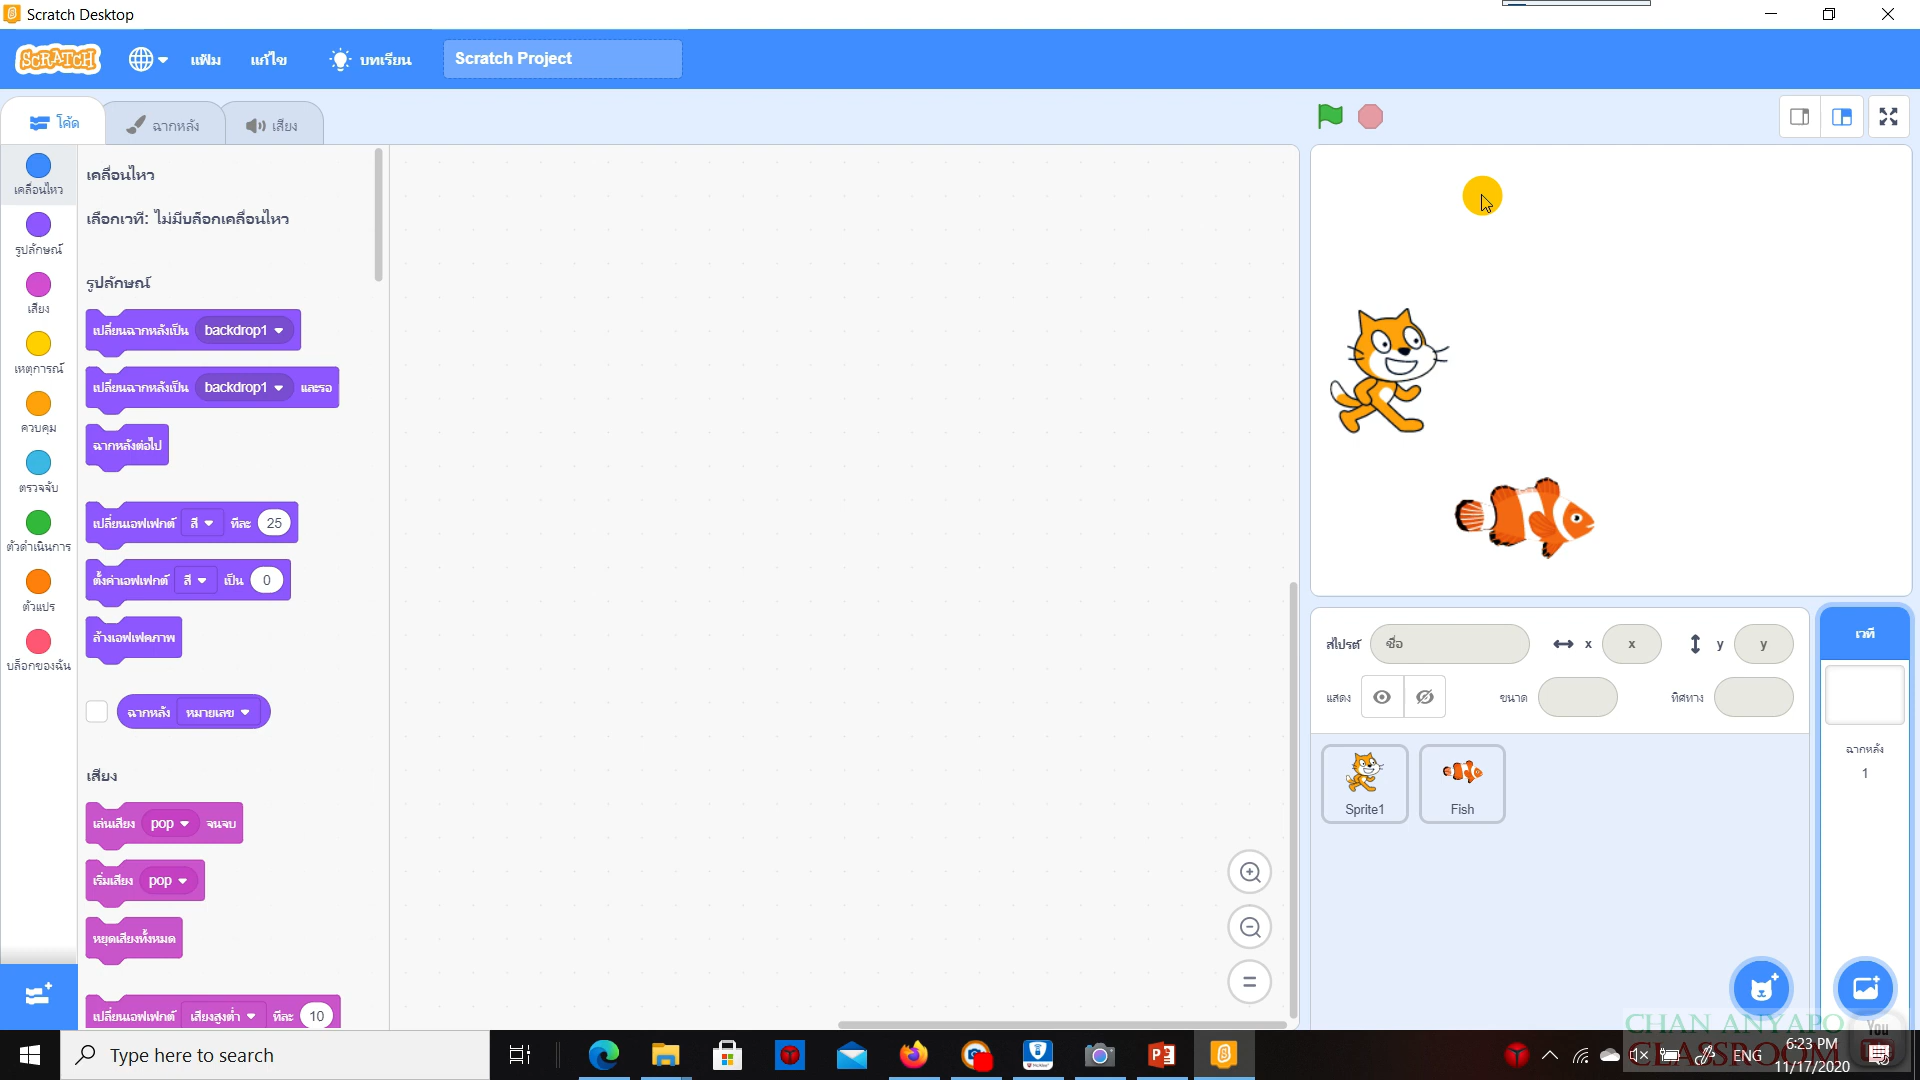 Scratch Desktop
SCRATCH
แฟ้ม
แก้ไข
บทเรียน
Scratch Project
โค้ด
ฉากหลัง
เสียง
เคลื่อนไหว
รูปลักษณ์
เสียง
เหตุการณ์
ควบคุม
ตรวจจับ
ตัวดำเนินการ
ตัวแปร
บล็อกของฉัน
เคลื่อนไหว
เลือกเวที: ไม่มีบล็อกเคลื่อนไหว
รูปลักษณ์
เปลี่ยนฉากหลังเป็น backdrop1
เปลี่ยนฉากหลังเป็น backdrop1 และรอ
ฉากหลังต่อไป
เปลี่ยนเอฟเฟกต์ สี ทีละ 25
ตั้งค่าเอฟเฟกต์ สี เป็น 0
ล้างเอฟเฟคภาพ
ฉากหลัง หมายเลข
เสียง
เล่นเสียง pop จนจบ
เริ่มเสียง pop
หยุดเสียงทั้งหมด
เปลี่ยนเอฟเฟกต์ เสียงสูงต่ำ ทีละ 10
สไปรต์ ชื่อ x x y y
แสดง ขนาด ทิศทาง
Sprite1
Fish
เวที
ฉากหลัง
1
CHAN ANYAPO
CLASSROOM
You
Type here to search
ENG
6:23 PM
11/17/2020